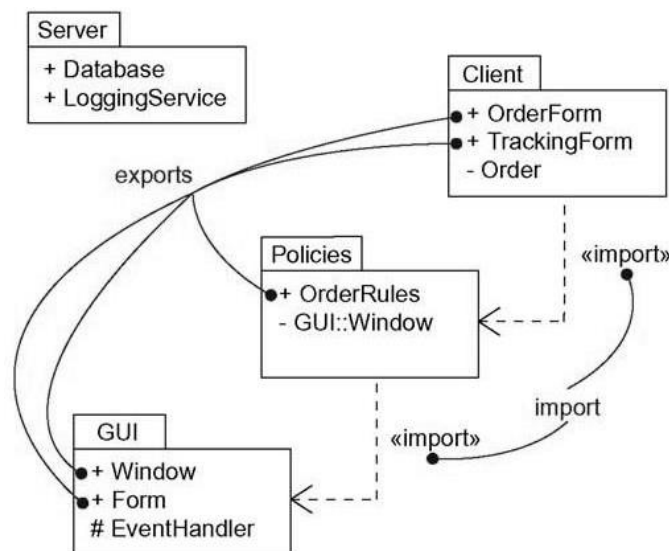 Server
+ Database
+ LoggingService
Client
+ OrderForm
+ TrackingForm
- Order
exports
Policies
+ OrderRules
- GUI::Window
«import»
import
«import»
GUI
+ Window
+ Form
# EventHandler